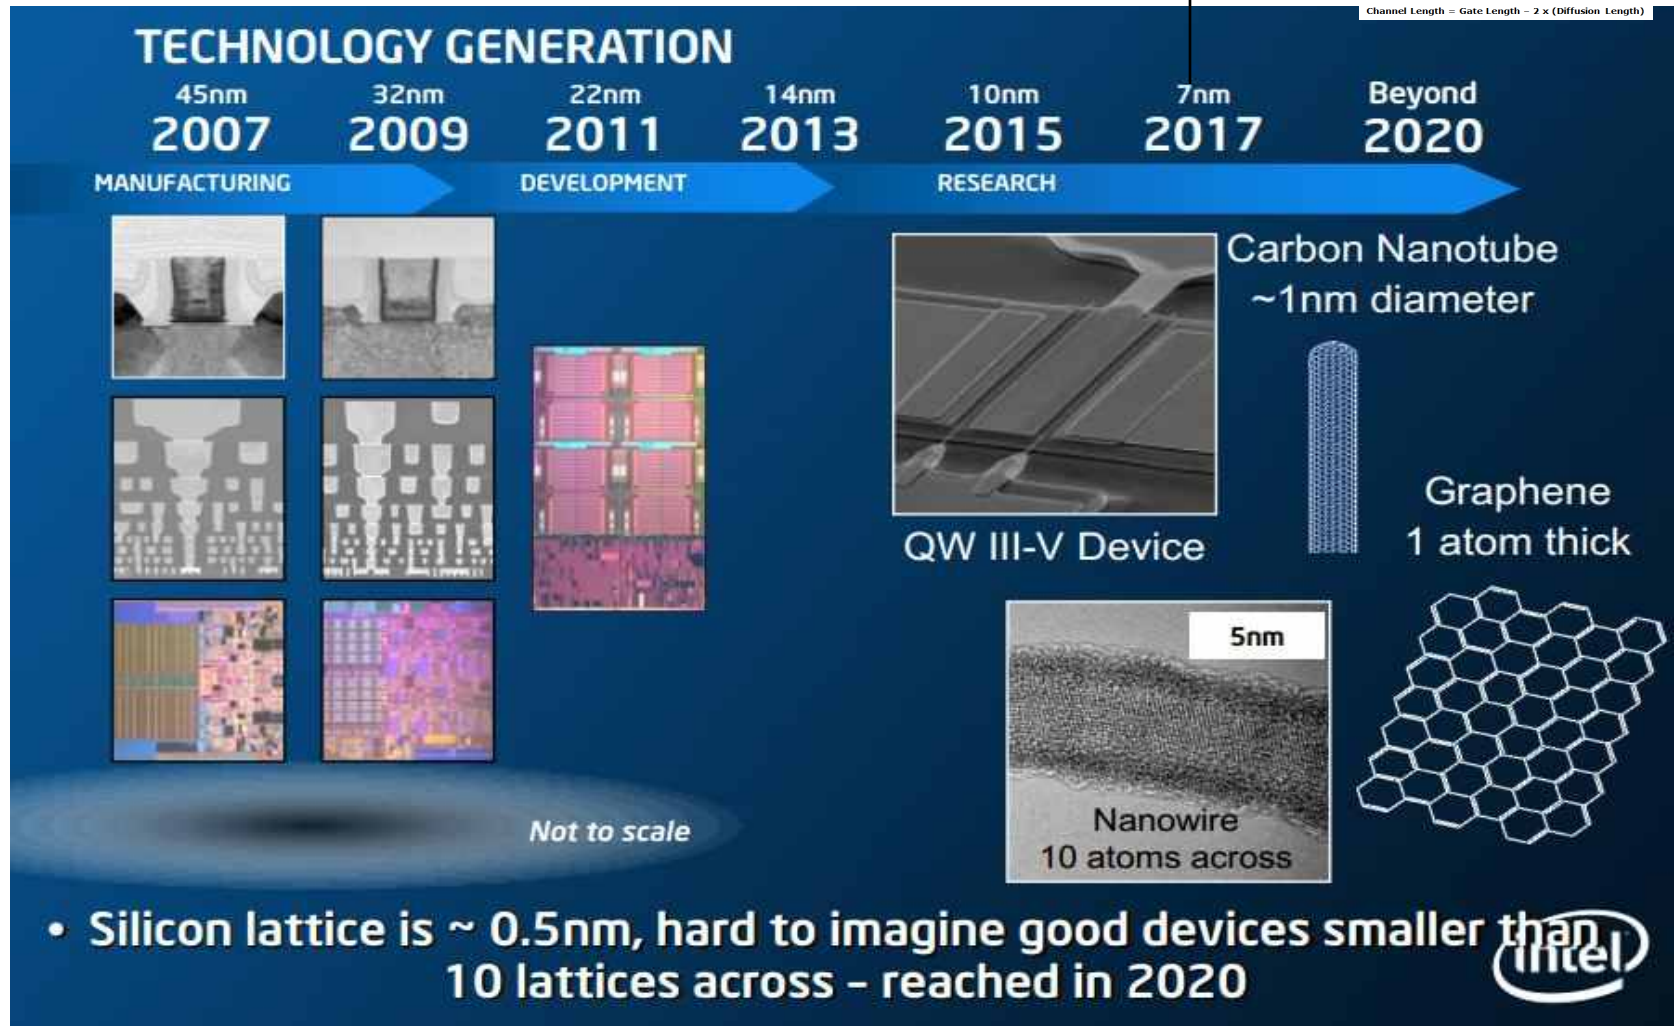 Channel Length = Gate Length – 2 x (Diffusion Length)
TECHNOLOGY GENERATION
45nm 32nm 22nm 14nm 10nm 7nm Beyond
2007 2009 2011 2013 2015 2017 2020
MANUFACTURING DEVELOPMENT RESEARCH
Carbon Nanotube
~1nm diameter
QW III-V Device
Graphene
1 atom thick
5nm
Nanowire
10 atoms across
Not to scale
• Silicon lattice is ~ 0.5nm, hard to imagine good devices smaller than
10 lattices across – reached in 2020
intel